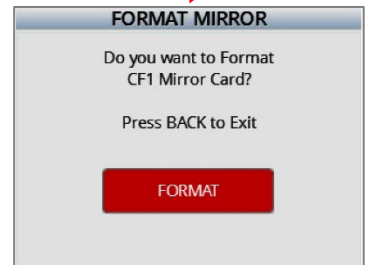 FORMAT MIRROR
Do you want to Format
CF1 Mirror Card?
Press BACK to Exit
FORMAT